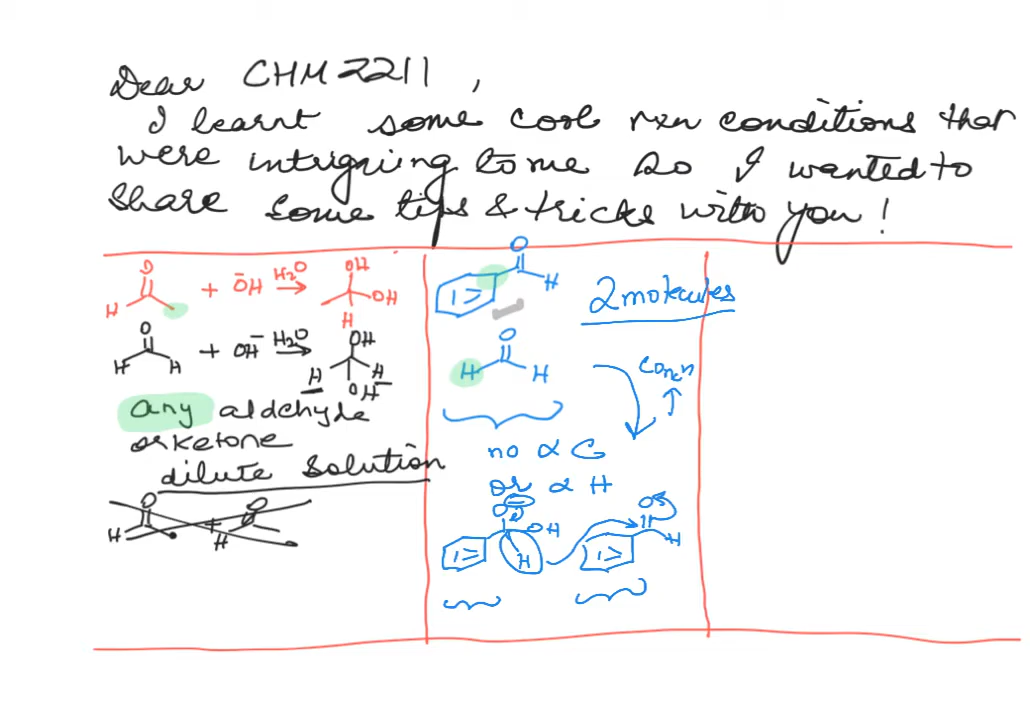 Dear CHM2211,
I learnt some cool rxn conditions that
were intriguing to me so I wanted to
share some tips & tricks with you!
O
H
+ ŌH H2O
OH
OH
H
O
H H
+ OH⁻ H2O
OH
H H
OH
any aldehyde
or ketone
dilute solution
O
H
+
O
H
O
H
2 molecules
O
H H
concn ↑
no α C
or α H
O⁻
OH
H
O
H